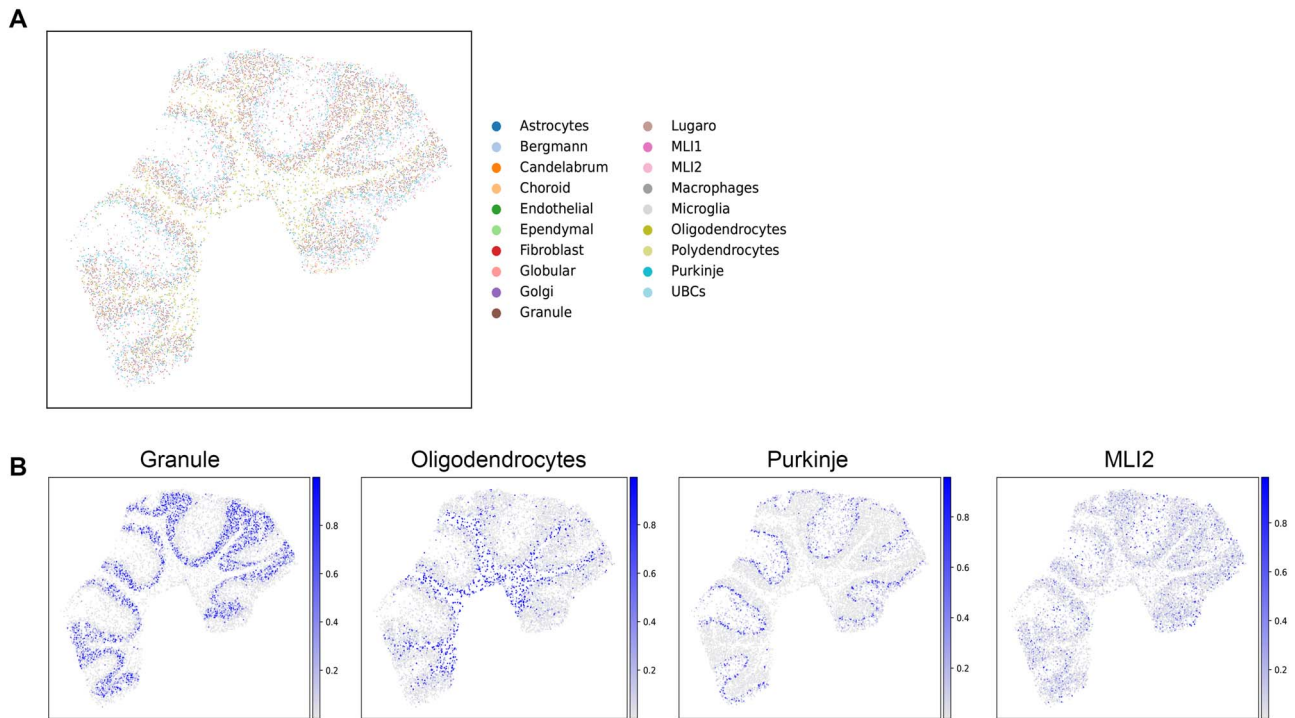 A
Astrocytes
Bergmann
Candelabrum
Choroid
Endothelial
Ependymal
Fibroblast
Globular
Golgi
Granule
Lugaro
MLI1
MLI2
Macrophages
Microglia
Oligodendrocytes
Polydendrocytes
Purkinje
UBCs
B
Granule
0.8
0.6
0.4
0.2
Oligodendrocytes
0.8
0.6
0.4
0.2
Purkinje
0.8
0.6
0.4
0.2
MLI2
0.8
0.6
0.4
0.2